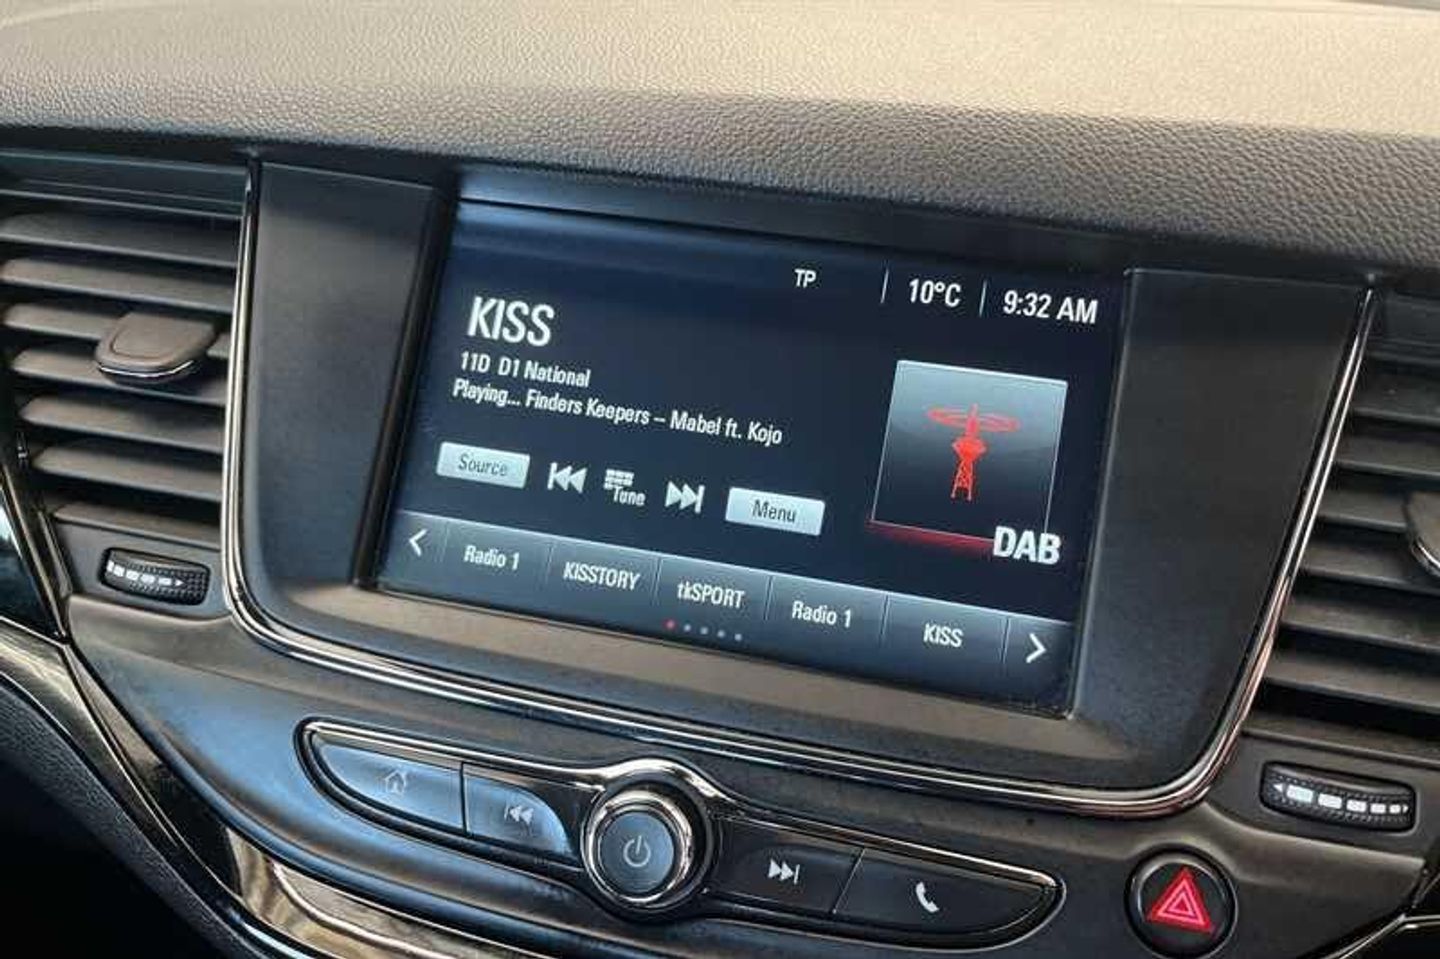 TP
10°C
9:32 AM
KISS
11D D1 National
Playing... Finders Keepers – Mabel ft. Kojo
Source
Tune
Menu
DAB
Radio 1
KISSTORY
tkSPORT
Radio 1
KISS